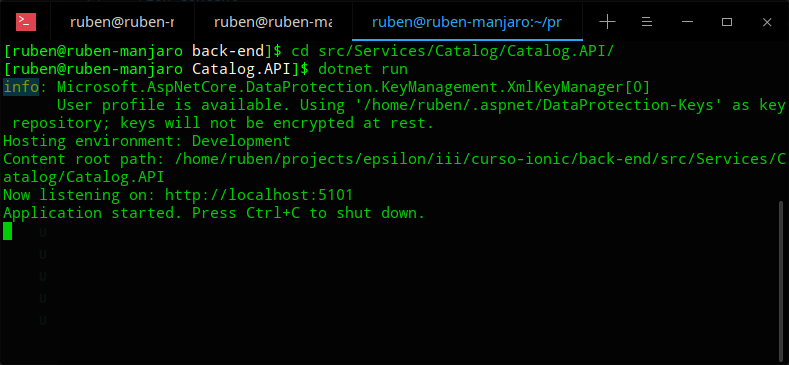 ruben@ruben-r
ruben@ruben-ma
ruben@ruben-manjaro:~/pr
[ruben@ruben-manjaro back-end]$ cd src/Services/Catalog/Catalog.API/
[ruben@ruben-manjaro Catalog.API]$ dotnet run
info: Microsoft.AspNetCore.DataProtection.KeyManagement.XmlKeyManager[0]
      User profile is available. Using '/home/ruben/.aspnet/DataProtection-Keys' as key
 repository; keys will not be encrypted at rest.
Hosting environment: Development
Content root path: /home/ruben/projects/epsilon/iii/curso-ionic/back-end/src/Services/C
atalog/Catalog.API
Now listening on: http://localhost:5101
Application started. Press Ctrl+C to shut down.